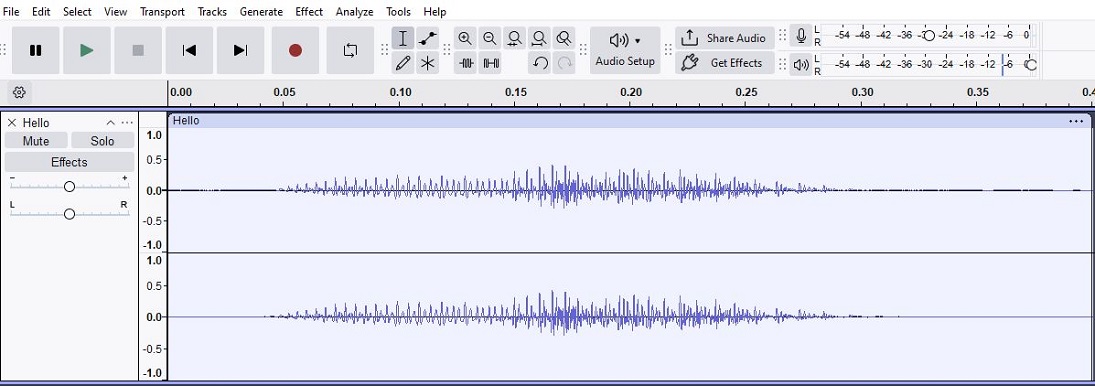 File Edit Select View Transport Tracks Generate Effect Analyze Tools Help
Audio Setup
Share Audio
Get Effects
L
R
-54 -48 -42 -36 -30 -24 -18 -12 -6 0
L
R
-54 -48 -42 -36 -30 -24 -18 -12 -6
0.00 0.05 0.10 0.15 0.20 0.25 0.30 0.35
Hello
Mute Solo
Effects
- +
L R
Hello
1.0
0.5
0.0
-0.5
-1.0
1.0
0.5
0.0
-0.5
-1.0